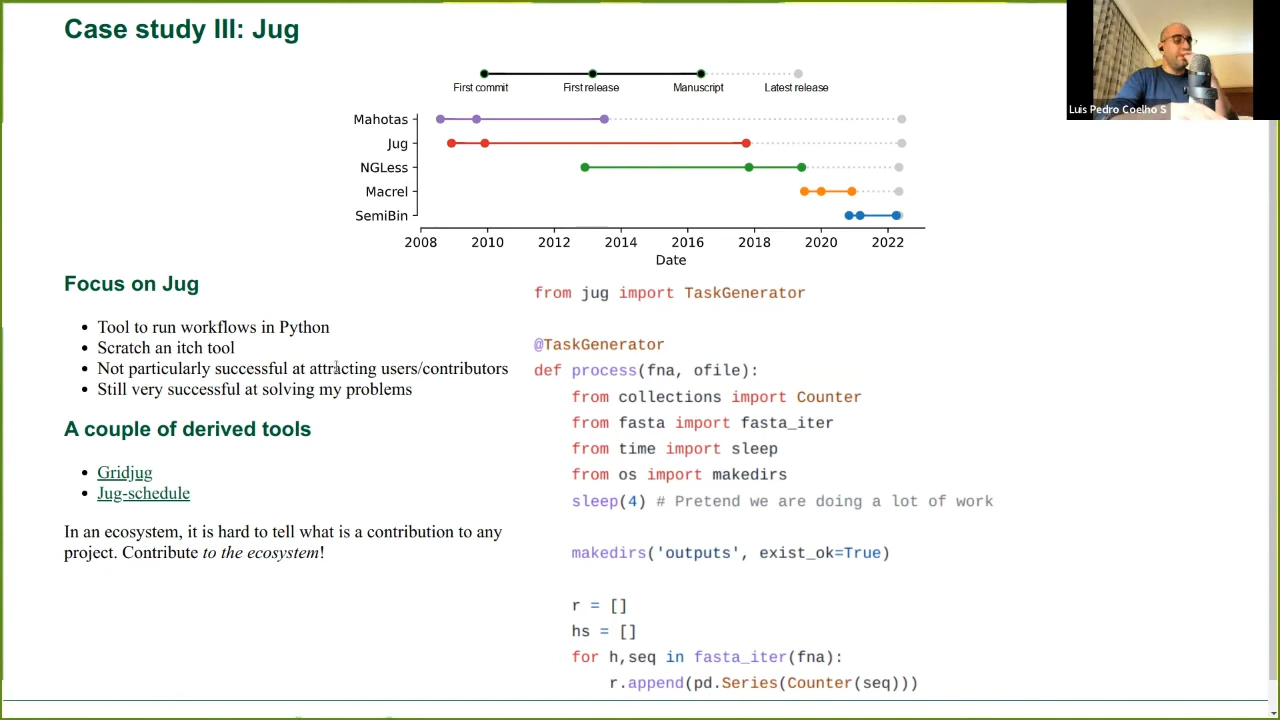 Case study III: Jug
Luis Pedro Coelho S
First commit First release Manuscript Latest release
Mahotas
Jug
NGLess
Macrel
SemiBin
2008 2010 2012 2014 2016 2018 2020 2022
Date
Focus on Jug
• Tool to run workflows in Python
• Scratch an itch tool
• Not particularly successful at attracting users/contributors
• Still very successful at solving my problems
A couple of derived tools
• Gridjug
• Jug-schedule
In an ecosystem, it is hard to tell what is a contribution to any
project. Contribute to the ecosystem!
from jug import TaskGenerator
@TaskGenerator
def process(fna, ofile):
    from collections import Counter
    from fasta import fasta_iter
    from time import sleep
    from os import makedirs
    sleep(4) # Pretend we are doing a lot of work
    makedirs('outputs', exist_ok=True)
    r = []
    hs = []
    for h,seq in fasta_iter(fna):
        r.append(pd.Series(Counter(seq)))